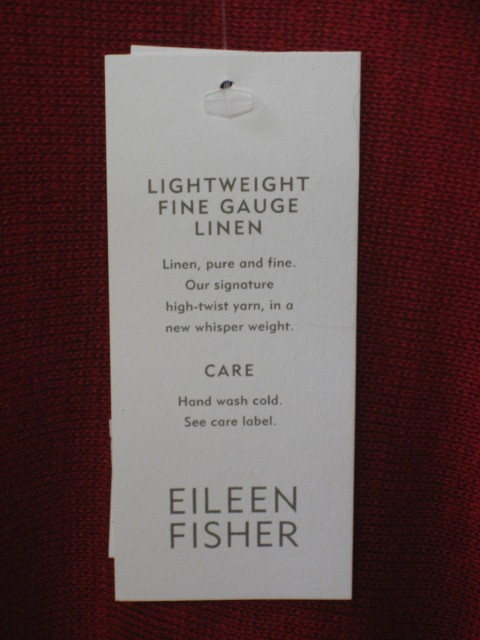 LIGHTWEIGHT
FINE GAUGE
LINEN
Linen, pure and fine.
Our signature
high-twist yarn, in a
new whisper weight.
CARE
Hand wash cold.
See care label.
EILEEN
FISHER